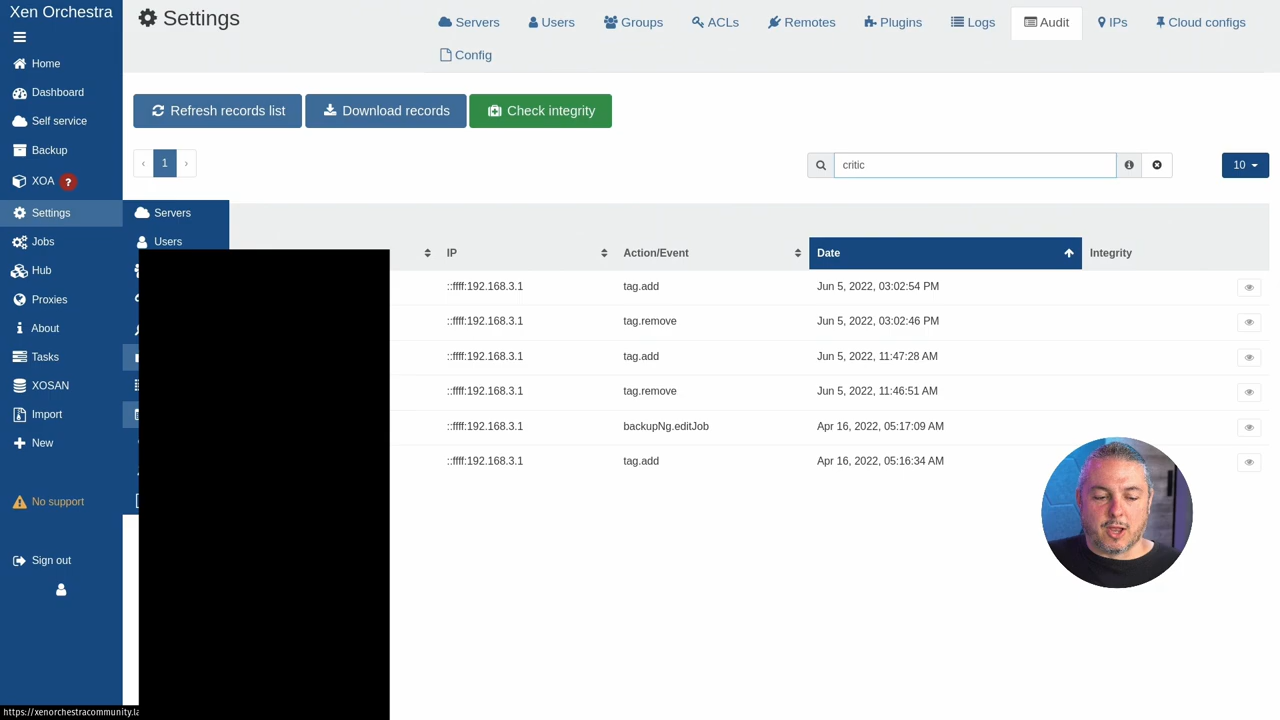 Xen Orchestra
Settings
Servers
Users
Groups
ACLs
Remotes
Plugins
Logs
Audit
IPs
Cloud configs
Config
Home
Dashboard
Self service
Backup
XOA ?
Settings
Jobs
Hub
Proxies
About
Tasks
XOSAN
Import
New
No support
Sign out
Refresh records list
Download records
Check integrity
‹ 1 ›
critic
10
Servers
Users
IP Action/Event Date Integrity
::ffff:192.168.3.1 tag.add Jun 5, 2022, 03:02:54 PM
::ffff:192.168.3.1 tag.remove Jun 5, 2022, 03:02:46 PM
::ffff:192.168.3.1 tag.add Jun 5, 2022, 11:47:28 AM
::ffff:192.168.3.1 tag.remove Jun 5, 2022, 11:46:51 AM
::ffff:192.168.3.1 backupNg.editJob Apr 16, 2022, 05:17:09 AM
::ffff:192.168.3.1 tag.add Apr 16, 2022, 05:16:34 AM
https://xenorchestracommunity.la